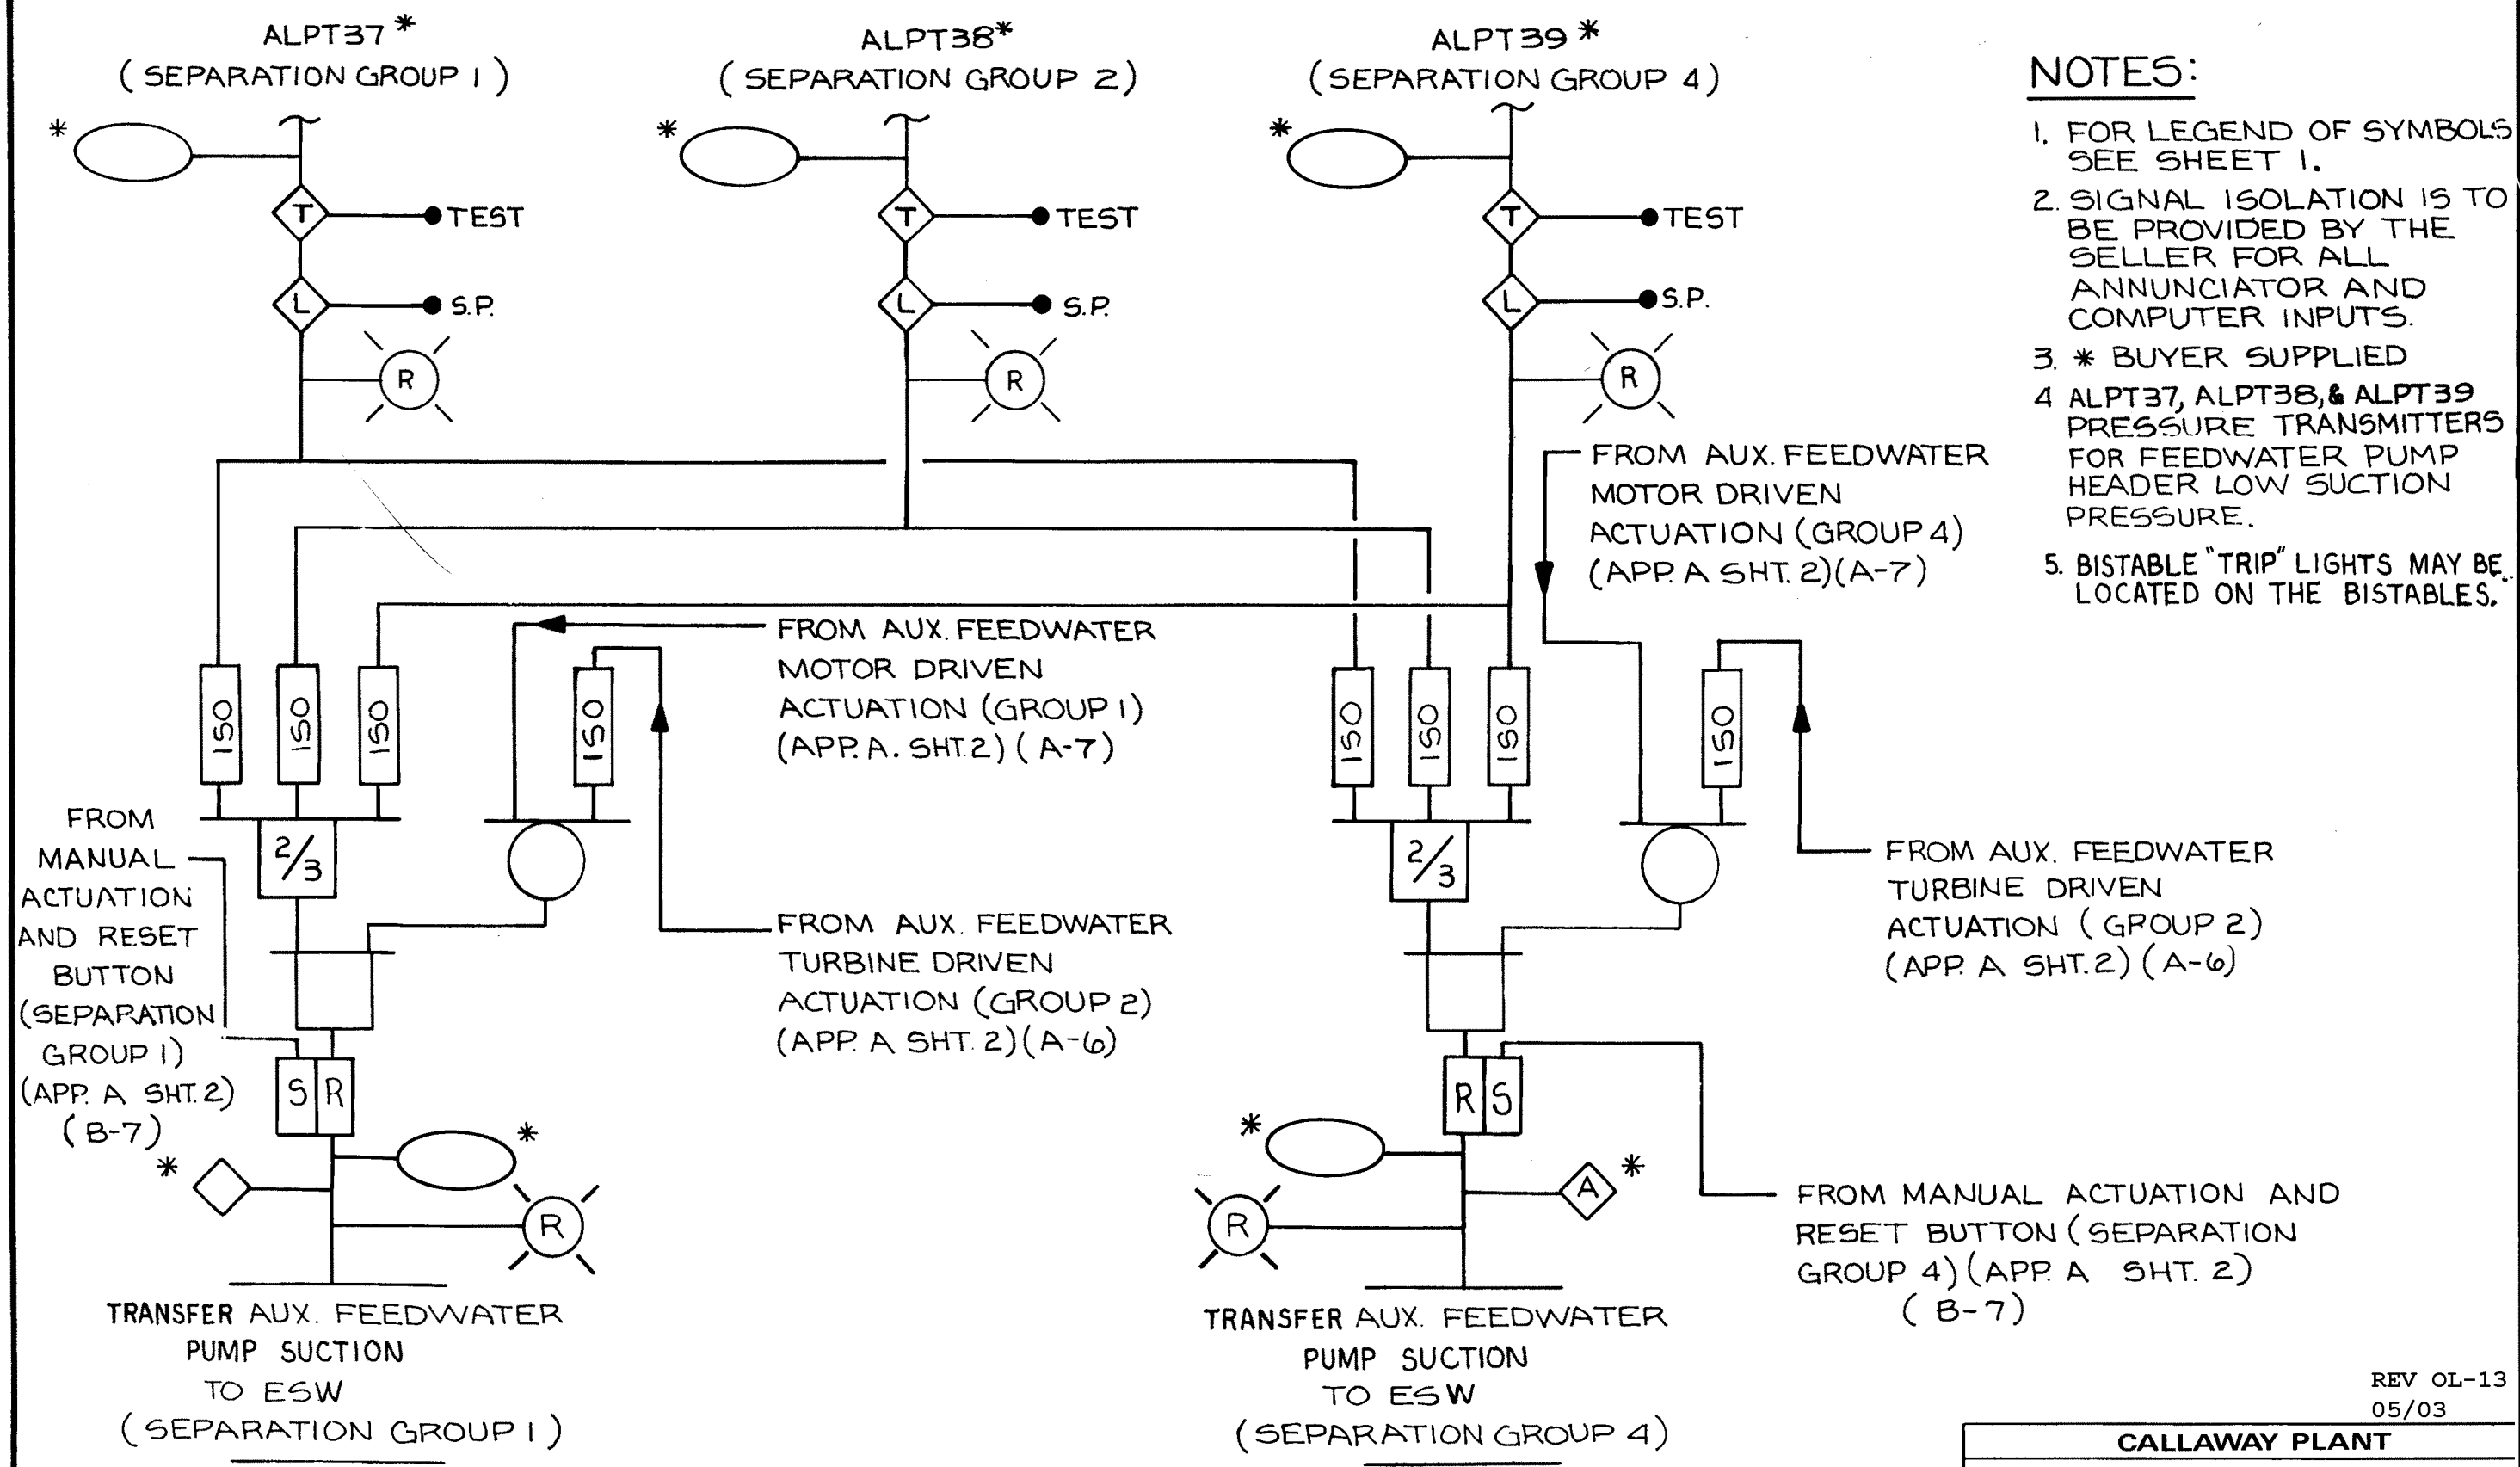 ALPT37 *
(SEPARATION GROUP 1)
ALPT38*
(SEPARATION GROUP 2)
ALPT39 *
(SEPARATION GROUP 4)
*
*
*
T
TEST
T
TEST
T
TEST
L
S.P.
L
S.P.
L
S.P.
R
R
R
NOTES:
1. FOR LEGEND OF SYMBOLS
SEE SHEET 1.
2. SIGNAL ISOLATION IS TO
BE PROVIDED BY THE
SELLER FOR ALL
ANNUNCIATOR AND
COMPUTER INPUTS.
3. * BUYER SUPPLIED
4 ALPT37, ALPT38, & ALPT39
PRESSURE TRANSMITTERS
FOR FEEDWATER PUMP
HEADER LOW SUCTION
PRESSURE.
5. BISTABLE "TRIP" LIGHTS MAY BE
LOCATED ON THE BISTABLES.
FROM AUX. FEEDWATER
MOTOR DRIVEN
ACTUATION (GROUP 4)
(APP. A SHT. 2)(A-7)
FROM AUX. FEEDWATER
MOTOR DRIVEN
ACTUATION (GROUP 1)
(APP. A. SHT. 2) (A-7)
ISO
ISO
ISO
ISO
ISO
ISO
ISO
ISO
FROM
MANUAL
ACTUATION
AND RESET
BUTTON
(SEPARATION
GROUP 1)
(APP. A SHT. 2)
(B-7)
2/3
2/3
FROM AUX. FEEDWATER
TURBINE DRIVEN
ACTUATION (GROUP 2)
(APP. A SHT. 2)(A-6)
FROM AUX. FEEDWATER
TURBINE DRIVEN
ACTUATION (GROUP 2)
(APP. A SHT. 2) (A-6)
S R
R S
*
*
R
*
A *
R
FROM MANUAL ACTUATION AND
RESET BUTTON (SEPARATION
GROUP 4) (APP. A SHT. 2)
(B-7)
TRANSFER AUX. FEEDWATER
PUMP SUCTION
TO ESW
(SEPARATION GROUP 1)
TRANSFER AUX. FEEDWATER
PUMP SUCTION
TO ESW
(SEPARATION GROUP 4)
REV OL-13
05/03
CALLAWAY PLANT